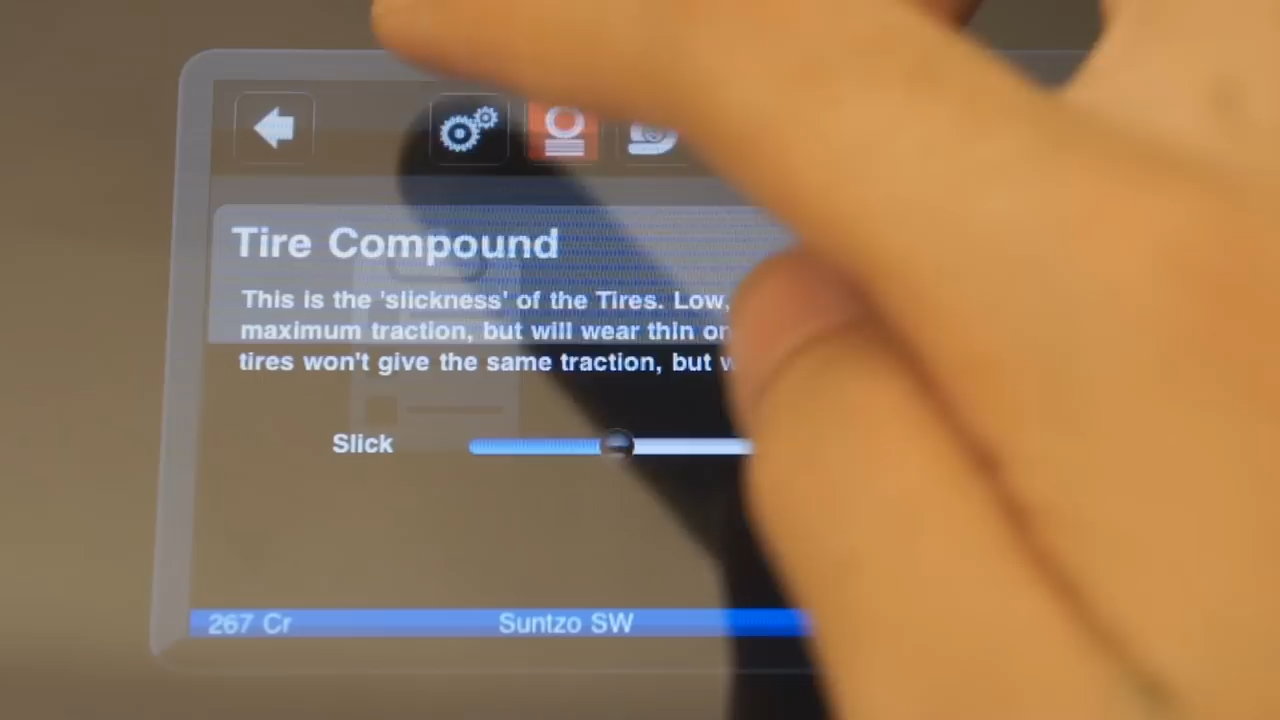 Tire Compound
This is the 'slickness' of the Tires. Low,
maximum traction, but will wear thin on
tires won't give the same traction, but
Slick
267 Cr
Suntzo SW